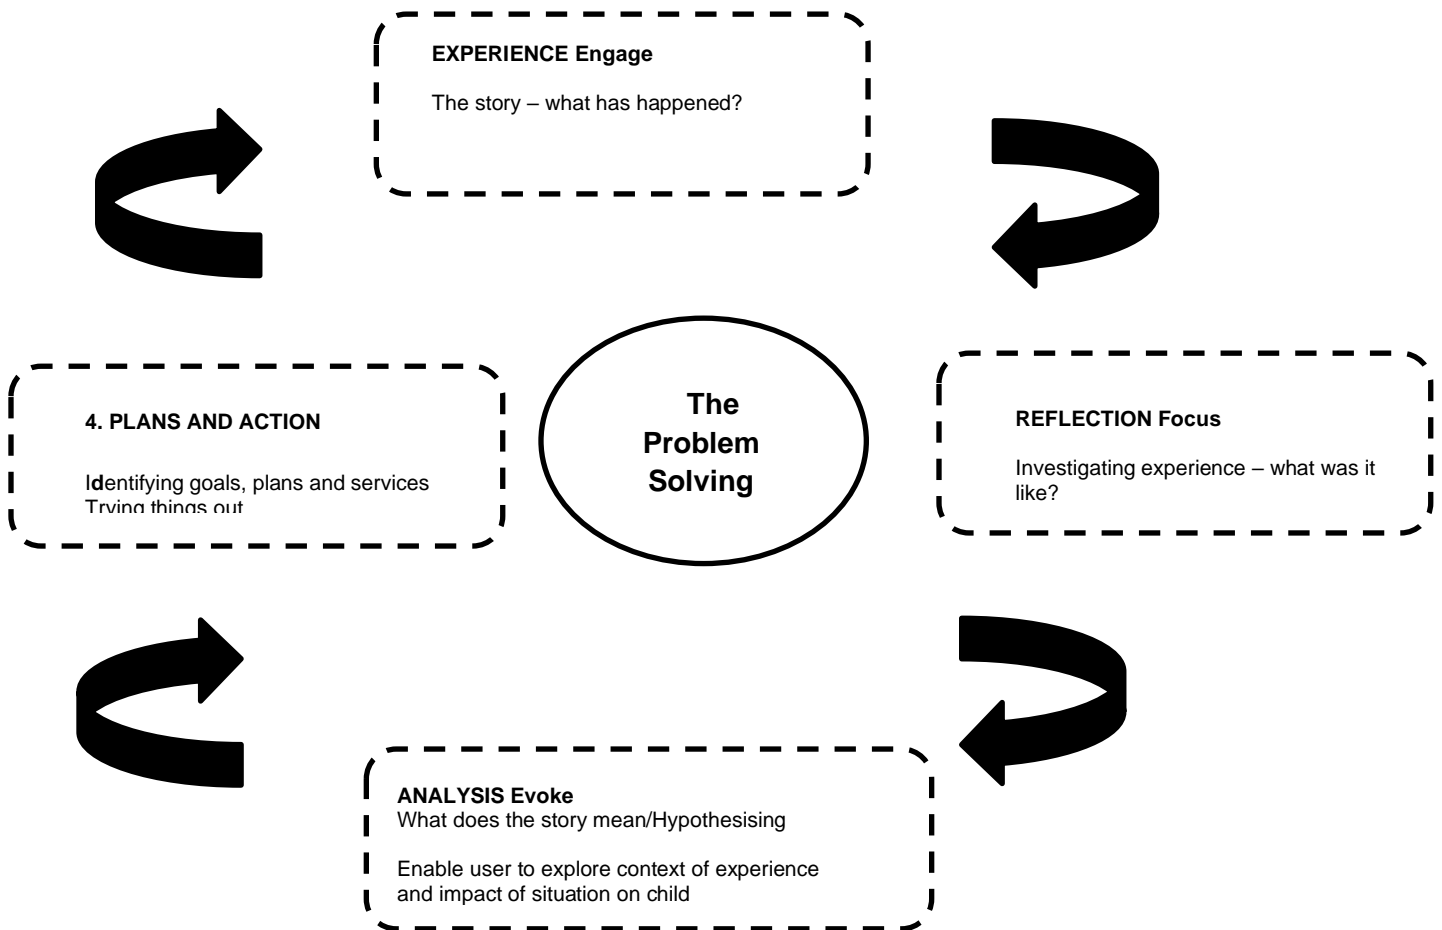 EXPERIENCE Engage
The story – what has happened?
The
Problem
Solving
4. PLANS AND ACTION
Identifying goals, plans and services
Trying things out
REFLECTION Focus
Investigating experience – what was it
like?
ANALYSIS Evoke
What does the story mean/Hypothesising
Enable user to explore context of experience
and impact of situation on child